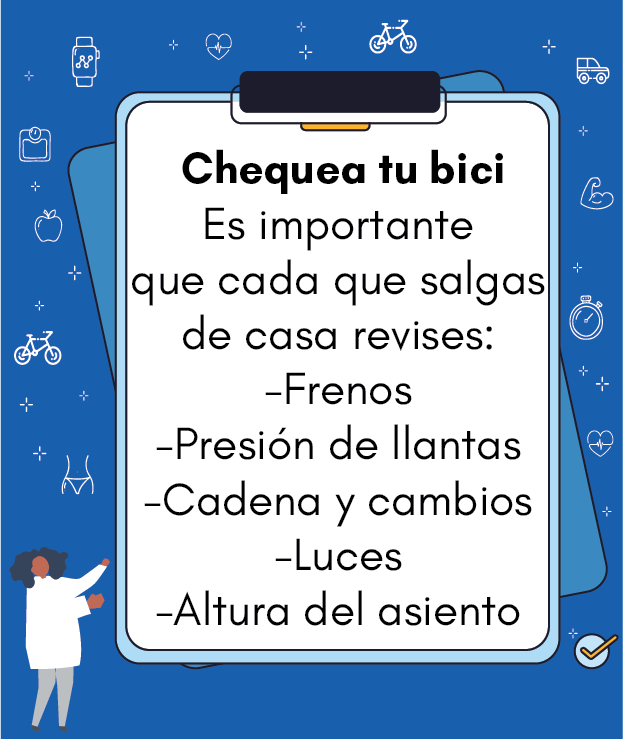 Chequea tu bici
Es importante
que cada que salgas
de casa revises:
-Frenos
-Presión de llantas
-Cadena y cambios
-Luces
-Altura del asiento